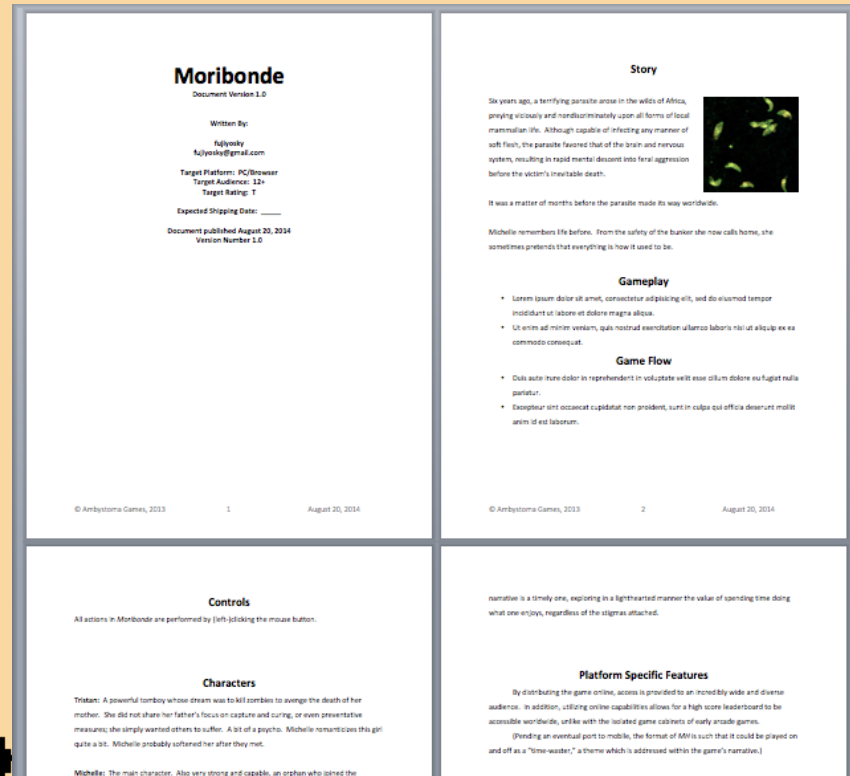 Moribonde
Document Version 1.0
Written By:
fujiyosky
fujiyosky@gmail.com
Target Platform: PC/Browser
Target Audience: 12+
Target Rating: T
Expected Shipping Date: _____
Document published August 20, 2014
Version Number 1.0
© Ambystoma Games, 2013 1 August 20, 2014
Story
Six years ago, a terrifying parasite arose in the wilds of Africa,
preying viciously and nondiscriminately upon all forms of local
mammalian life. Although capable of infecting any manner of
soft flesh, the parasite favored that of the brain and nervous
system, resulting in rapid mental descent into feral aggression
before the victim's inevitable death.
It was a matter of months before the parasite made its way worldwide.
Michelle remembers life before. From the safety of the bunker she now calls home, she
sometimes pretends that everything is how it used to be.
Gameplay
• Lorem ipsum dolor sit amet, consectetur adipisicing elit, sed do eiusmod tempor
incididunt ut labore et dolore magna aliqua.
• Ut enim ad minim veniam, quis nostrud exercitation ullamco laboris nisi ut aliquip ex ea
commodo consequat.
Game Flow
• Duis aute irure dolor in reprehenderit in voluptate velit esse cillum dolore eu fugiat nulla
pariatur.
• Excepteur sint occaecat cupidatat non proident, sunt in culpa qui officia deserunt mollit
anim id est laborum.
© Ambystoma Games, 2013 2 August 20, 2014
Controls
All actions in Moribonde are performed by (left-)clicking the mouse button.
Characters
Tristan: A powerful tomboy whose dream was to kill zombies to avenge the death of her
mother. She did not share her father's focus on capture and curing, or even preventative
measures; she simply wanted others to suffer. A bit of a psycho. Michelle romanticizes this girl
quite a bit. Michelle probably softened her after they met.
Michelle: The main character. Also very strong and capable, an orphan who joined the
narrative is a timely one, exploring in a lighthearted manner the value of spending time doing
what one enjoys, regardless of the stigmas attached.
Platform Specific Features
By distributing the game online, access is provided to an incredibly wide and diverse
audience. In addition, utilizing online capabilities allows for a high score leaderboard to be
accessible worldwide, unlike with the isolated game cabinets of early arcade games.
(Pending an eventual port to mobile, the format of MH is such that it could be played on
and off as a "time-waster," a theme which is addressed within the game's narrative.)